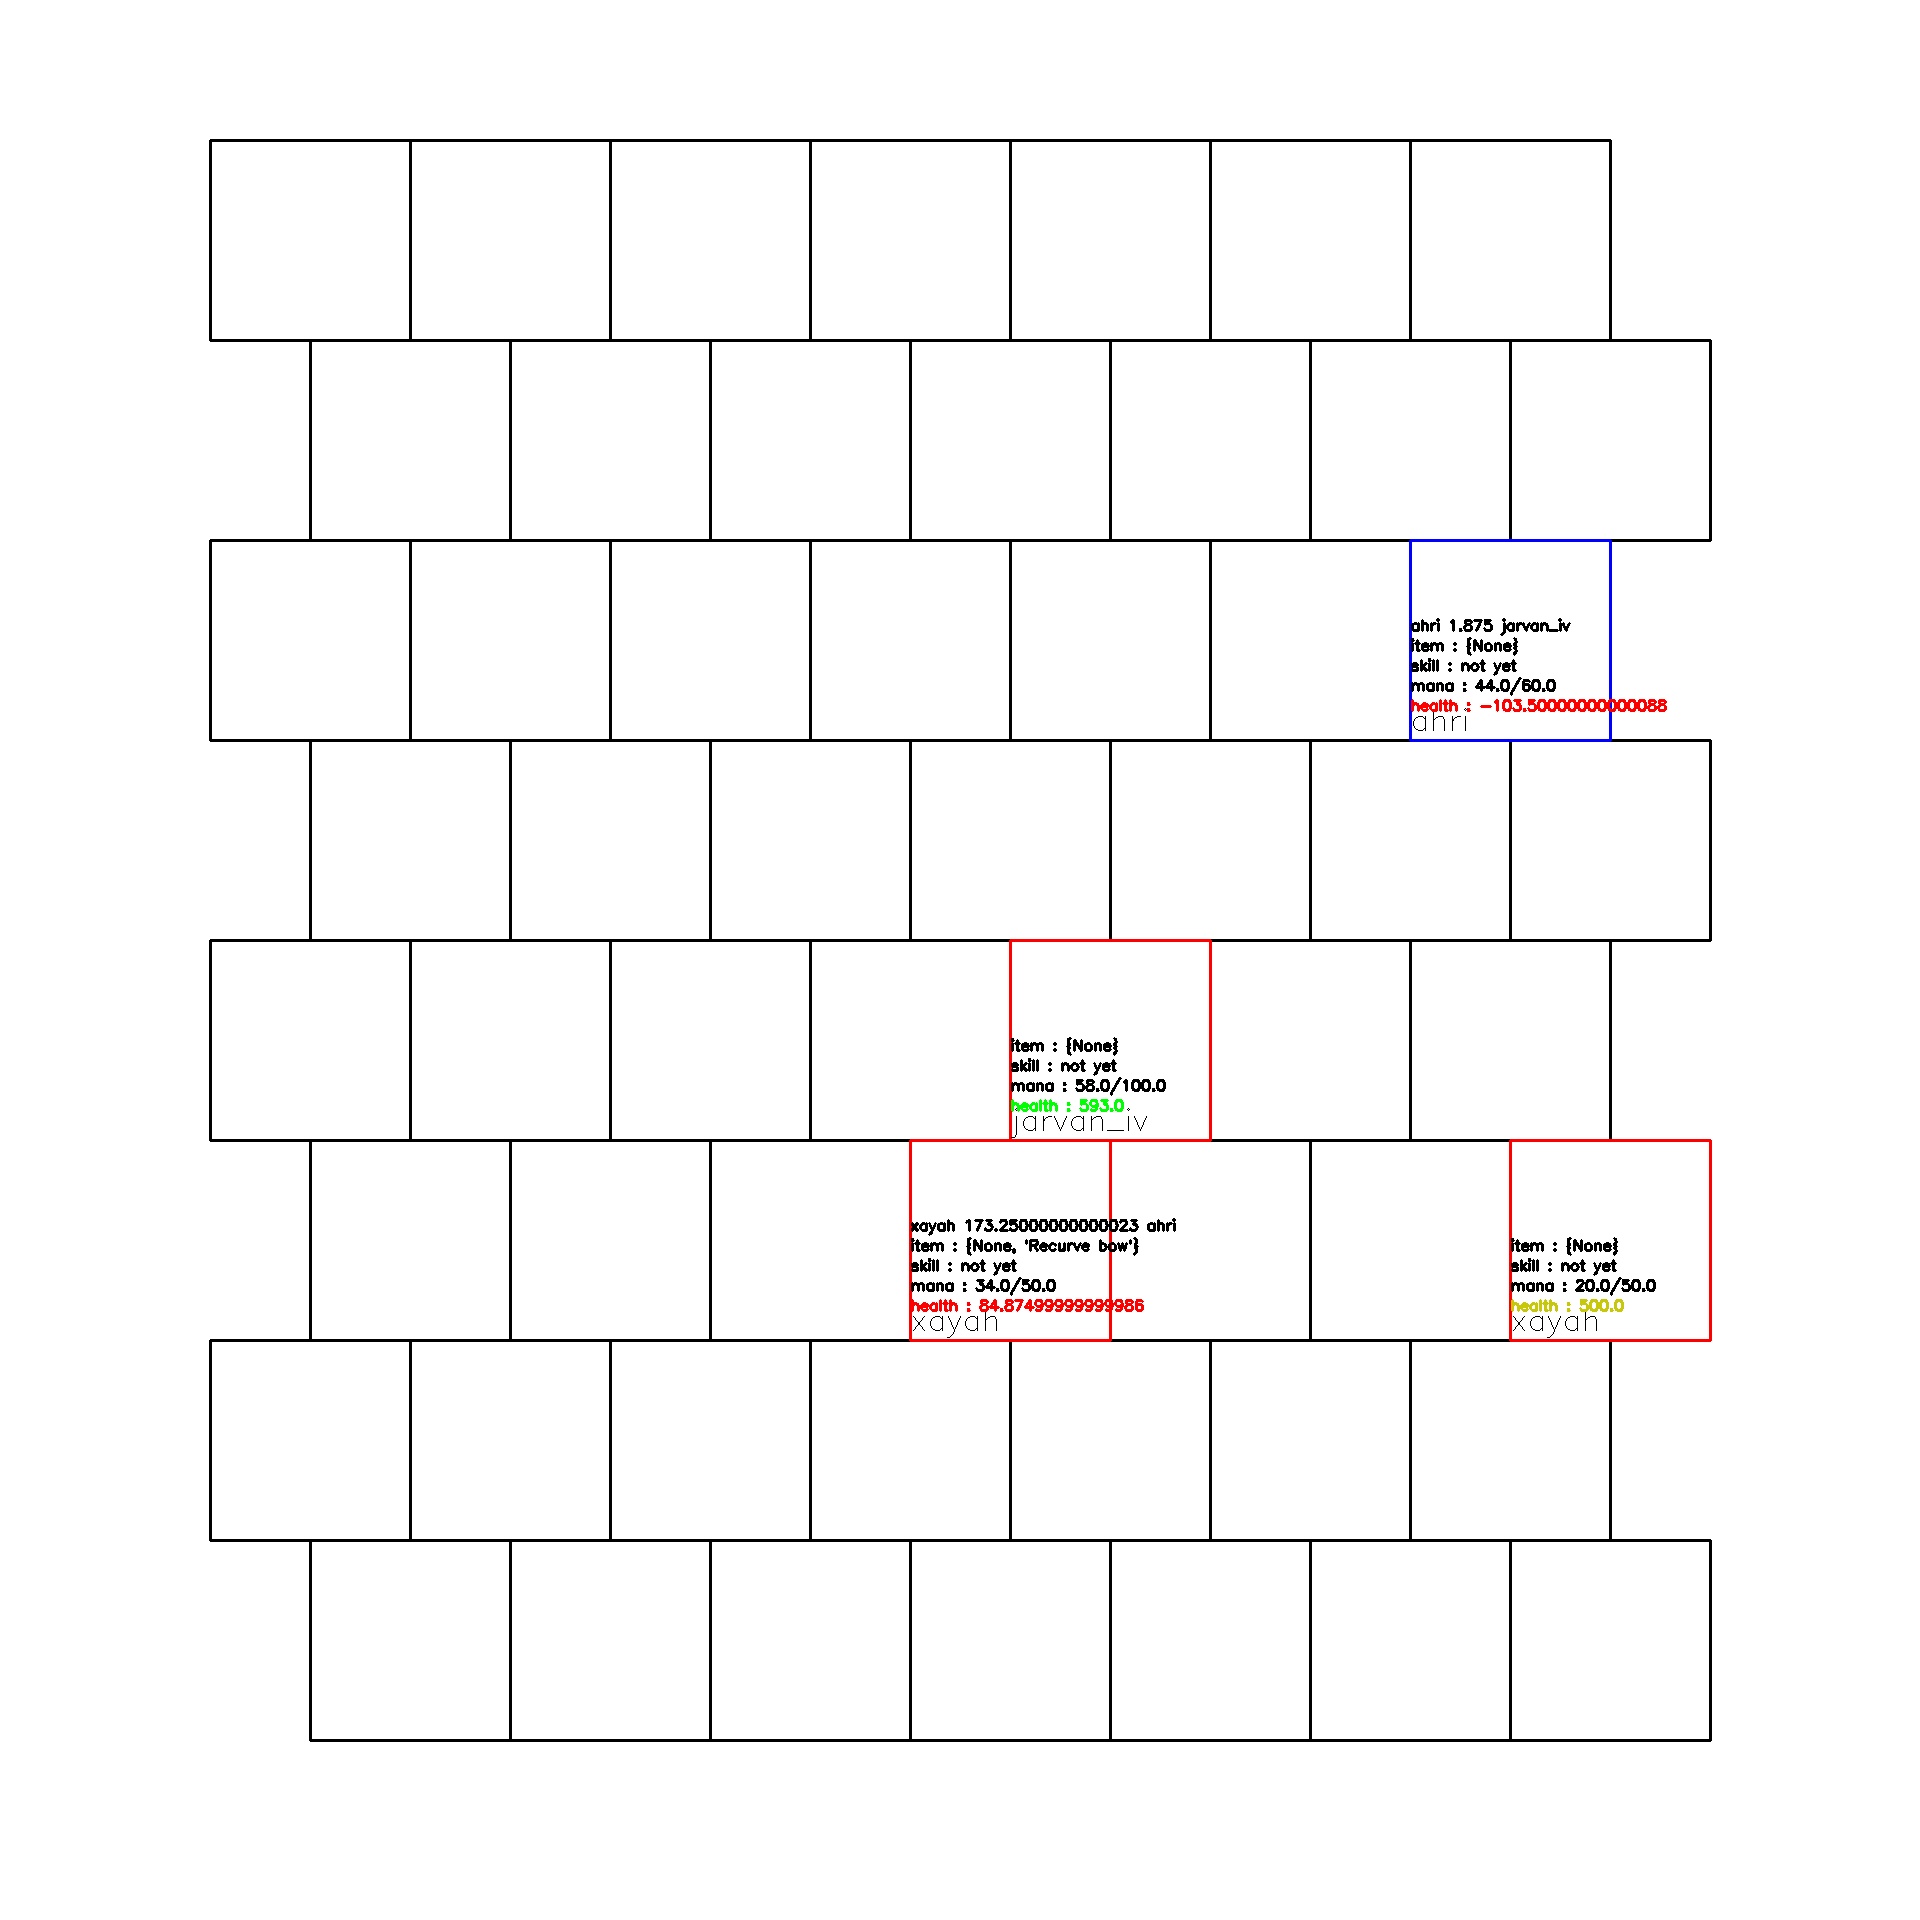 ahri 1.875 jarvan_iv
item : {None}
skill : not yet
mana : 44.0/60.0
health : -103.50000000000088
ahri
item : {None}
skill : not yet
mana : 58.0/100.0
health : 593.0
jarvan_iv
xayah 173.25000000000023 ahri
item : {None, 'Recurve bow'}
skill : not yet
mana : 34.0/50.0
health : 84.87499999999986
xayah
item : {None}
skill : not yet
mana : 20.0/50.0
health : 500.0
xayah